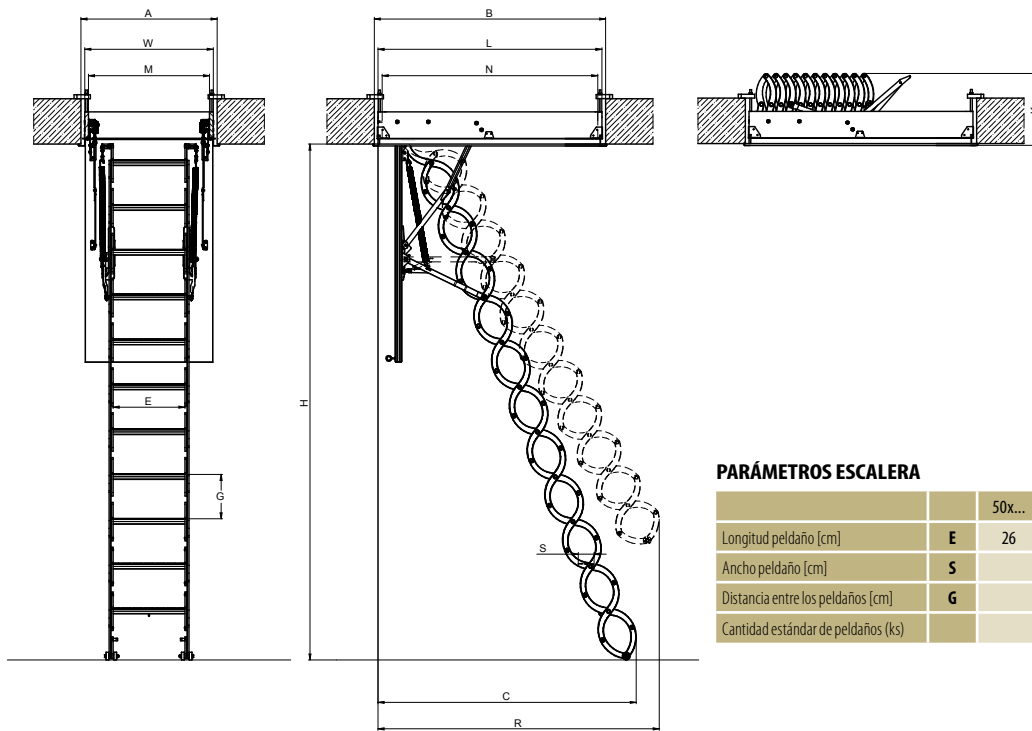 A
W
M
B
L
N
H
E
G
S
C
R
PARÁMETROS ESCALERA
50x...
Longitud peldaño [cm] E 26
Ancho peldaño [cm] S
Distancia entre los peldaños [cm] G
Cantidad estándar de peldaños (ks)